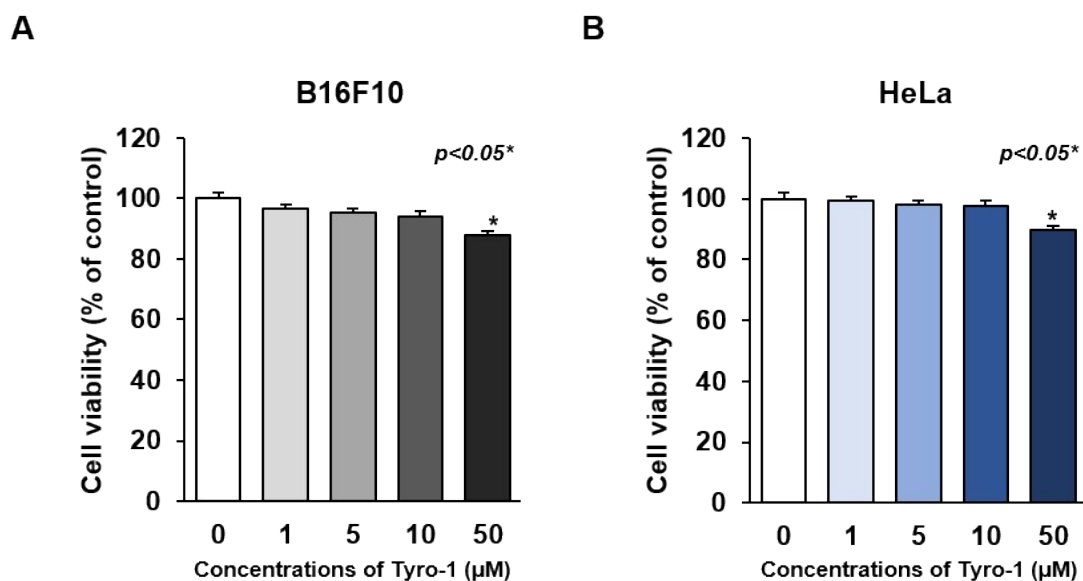 A
B16F10
p<0.05*
Cell viability (% of control)
120
100
80
60
40
20
0
*
0 1 5 10 50
Concentrations of Tyro-1 (µM)
B
HeLa
p<0.05*
Cell viability (% of control)
120
100
80
60
40
20
0
*
0 1 5 10 50
Concentrations of Tyro-1 (µM)